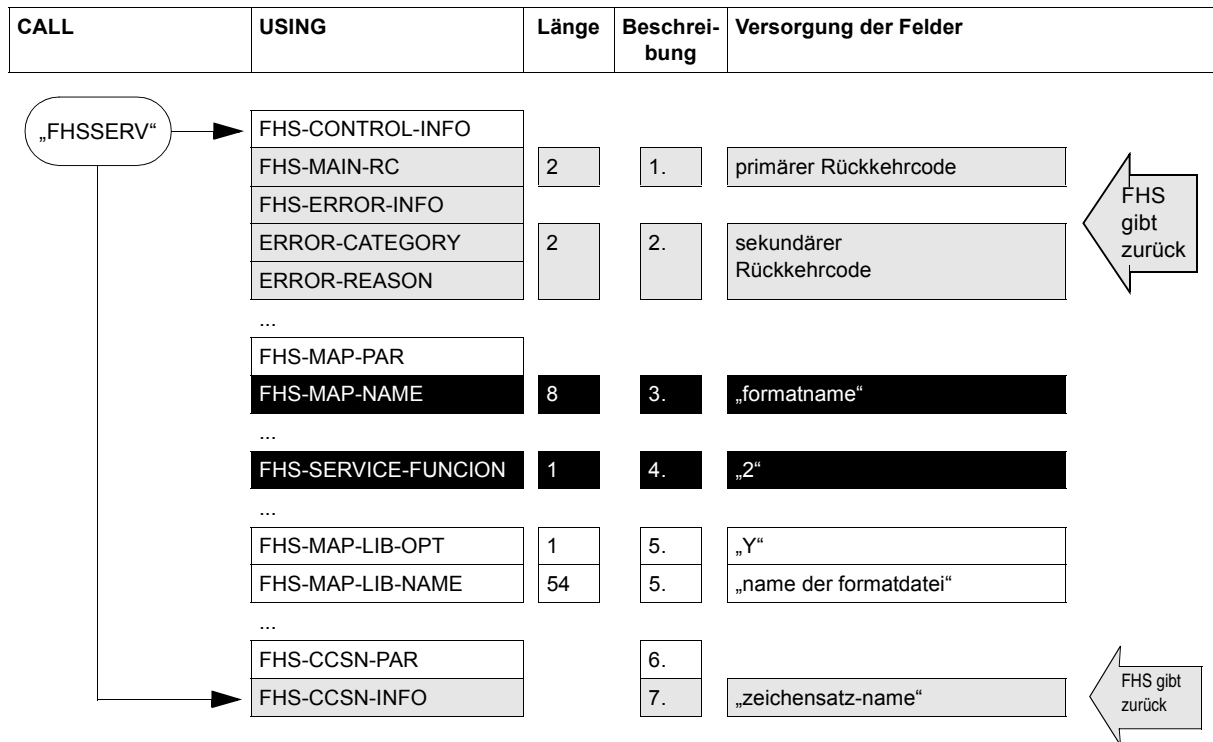 CALL USING Länge Beschrei-bung Versorgung der Felder
„FHSSERV“ FHS-CONTROL-INFO
FHS-MAIN-RC 2 1. primärer Rückkehrcode
FHS-ERROR-INFO
ERROR-CATEGORY 2 2. sekundärer
ERROR-REASON Rückkehrcode
FHS
gibt
zurück
...
FHS-MAP-PAR
FHS-MAP-NAME 8 3. „formatname“
...
FHS-SERVICE-FUNCION 1 4. „2“
...
FHS-MAP-LIB-OPT 1 5. „Y“
FHS-MAP-LIB-NAME 54 5. „name der formatdatei“
...
FHS-CCSN-PAR 6.
FHS-CCSN-INFO 7. „zeichensatz-name“
FHS gibt
zurück